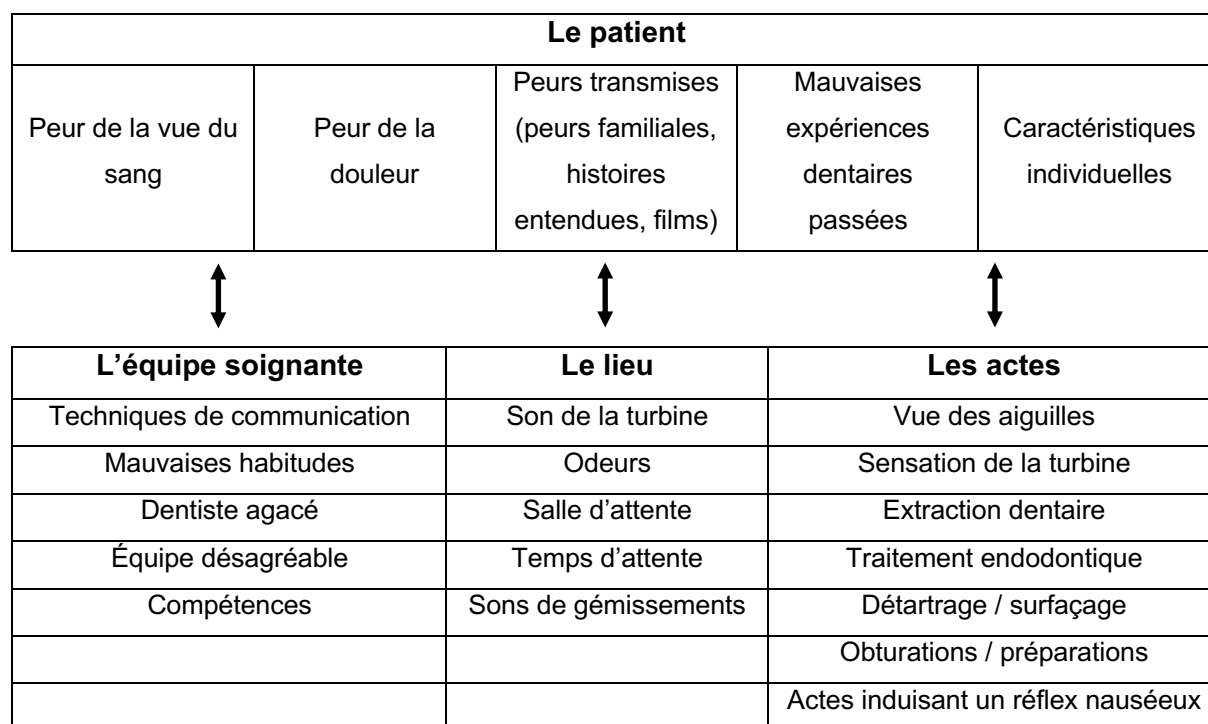 Le patient
Peur de la vue du
sang
Peur de la
douleur
Peurs transmises
(peurs familiales,
histoires
entendues, films)
Mauvaises
expériences
dentaires
passées
Caractéristiques
individuelles
L’équipe soignante
Le lieu
Les actes
Techniques de communication
Son de la turbine
Vue des aiguilles
Mauvaises habitudes
Odeurs
Sensation de la turbine
Dentiste agacé
Salle d’attente
Extraction dentaire
Équipe désagréable
Temps d’attente
Traitement endodontique
Compétences
Sons de gémissements
Détartrage / surfaçage
Obturations / préparations
Actes induisant un réflex nauséeux